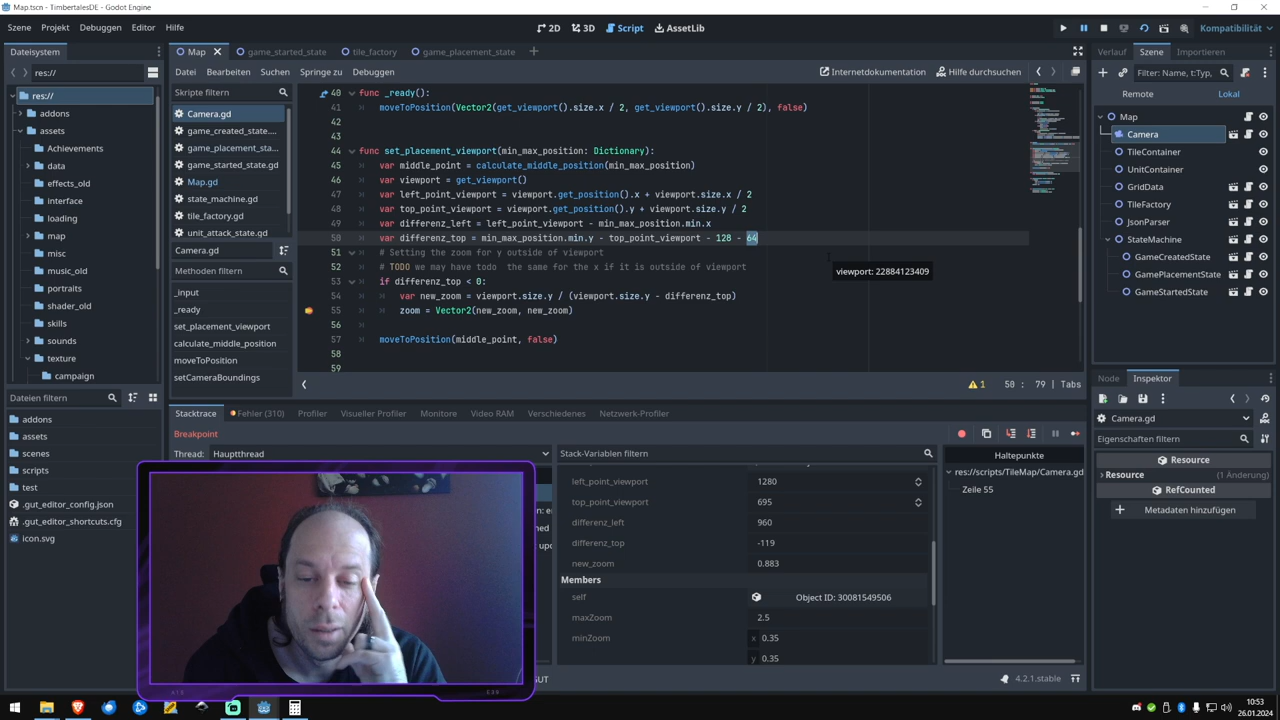 Map.tscn - TimbertalesDE - Godot Engine
Szene Projekt Debuggen Editor Hilfe
2D 3D Script AssetLib
Kompatibilität
Dateisystem
Map game_started_state tile_factory game_placement_state
Verlauf Szene Importieren
res://
Datei Bearbeiten Suchen Springe zu Debuggen
Internetdokumentation Hilfe durchsuchen
Filter: Name, t:Typ,
Remote Lokal
res://
addons
assets
Achievements
data
effects_old
interface
loading
map
misc
music_old
portraits
shader_old
skills
sounds
texture
campaign
Dateien filtern
addons
assets
scenes
scripts
test
.gut_editor_config.json
.gut_editor_shortcuts.cfg
icon.svg
Skripte filtern
Camera.gd
game_created_state....
game_placement_sta...
game_started_state.gd
Map.gd
state_machine.gd
tile_factory.gd
unit_attack_state.gd
Camera.gd
Methoden filtern
_input
_ready
set_placement_viewport
calculate_middle_position
moveToPosition
setCameraBoundings
40 func _ready():
moveToPosition(Vector2(get_viewport().size.x / 2, get_viewport().size.y / 2), false)
42
43
44 func set_placement_viewport(min_max_position: Dictionary):
var middle_point = calculate_middle_position(min_max_position)
46 var viewport = get_viewport()
var left_point_viewport = viewport.get_position().x + viewport.size.x / 2
48 var top_point_viewport = viewport.get_position().y + viewport.size.y / 2
49 var differenz_left = left_point_viewport - min_max_position.min.x
50 var differenz_top = min_max_position.min.y - top_point_viewport - 128 - 64
51 # Setting the zoom for y outside of viewport
52 # TODO we may have todo the same for the x if it is outside of viewport
53 if differenz_top < 0:
54 var new_zoom = viewport.size.y / (viewport.size.y - differenz_top)
55 zoom = Vector2(new_zoom, new_zoom)
56
57 moveToPosition(middle_point, false)
58
59
viewport: 22884123409
1 50 : 79 | Tabs
Map
Camera
TileContainer
UnitContainer
GridData
TileFactory
JsonParser
StateMachine
GameCreatedState
GamePlacementState
GameStartedState
Node Inspektor
Camera.gd
Eigenschaften filtern
Resource
Resource (1 Änderung)
RefCounted
Metadaten hinzufügen
Stacktrace Fehler (310) Profiler Visueller Profiler Monitore Video RAM Verschiedenes Netzwerk-Profiler
Breakpoint
Thread: Hauptthread
Stack-Variablen filtern
left_point_viewport 1280
top_point_viewport 695
differenz_left 960
differenz_top -119
new_zoom 0.883
Members
self Object ID: 30081549506
maxZoom 2.5
minZoom x 0.35
y 0.35
Haltepunkte
res://scripts/TileMap/Camera.gd
Zeile 55
GUT
4.2.1.stable
10:53
26.01.2024